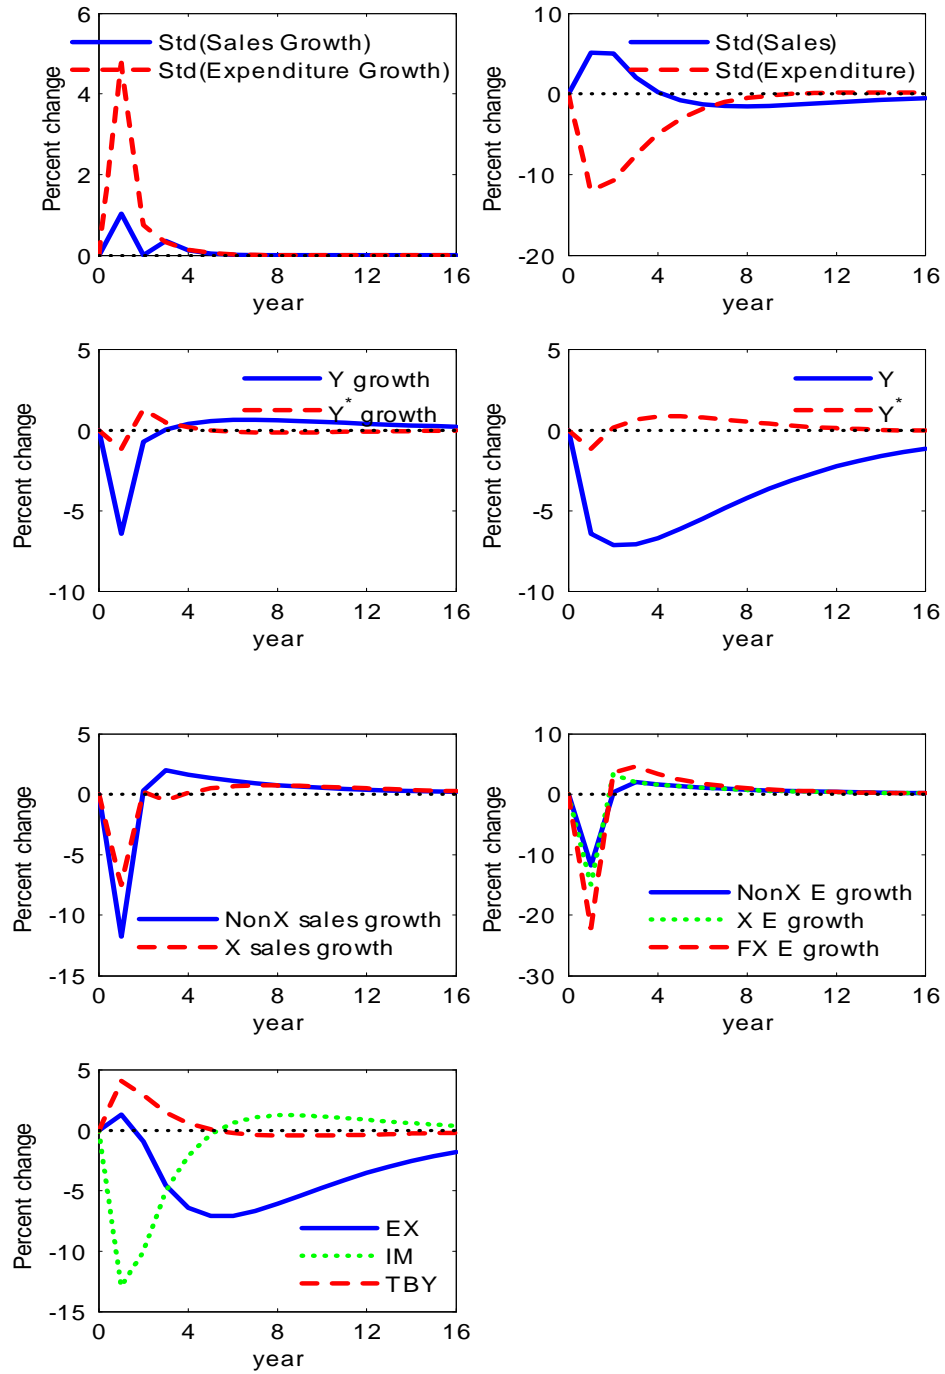 Std(Sales Growth)
Std(Expenditure Growth)
Percent change
6
4
2
0
0 4 8 12 16
year
Std(Sales)
Std(Expenditure)
Percent change
10
0
-10
-20
0 4 8 12 16
year
Y growth
Y* growth
Percent change
5
0
-5
-10
0 4 8 12 16
year
Y
Y*
Percent change
5
0
-5
-10
0 4 8 12 16
year
NonX sales growth
X sales growth
Percent change
5
0
-5
-10
-15
0 4 8 12 16
year
NonX E growth
X E growth
FX E growth
Percent change
10
0
-10
-20
-30
0 4 8 12 16
year
EX
IM
TBY
Percent change
5
0
-5
-10
-15
0 4 8 12 16
year